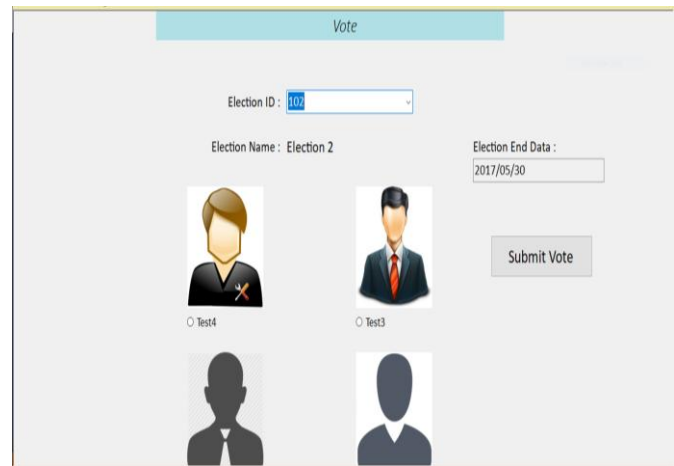 Vote
Election ID : 102
Election Name : Election 2
Election End Data :
2017/05/30
Submit Vote
Test4
Test3